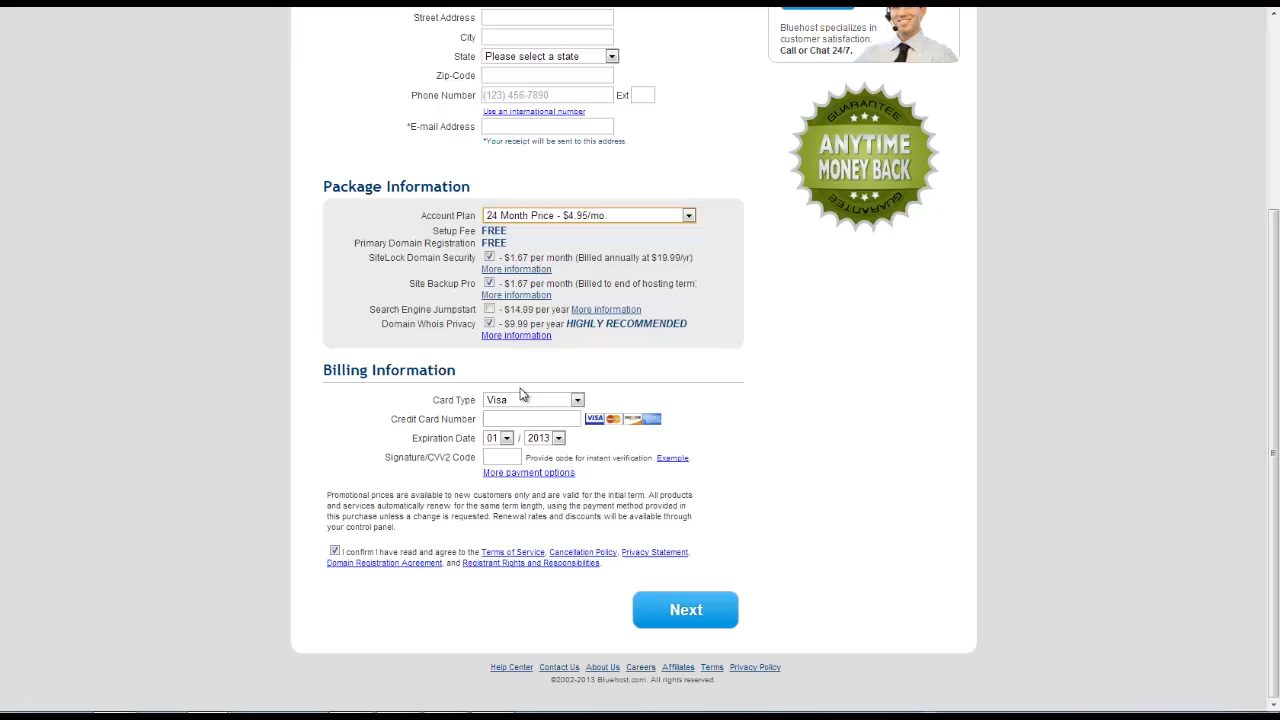 Street Address
City
State Please select a state
Zip-Code
Phone Number (123) 456-7890 Ext
Use an international number
*E-mail Address
*Your receipt will be sent to this address.
Bluehost specializes in
customer satisfaction.
Call or Chat 24/7.
GUARANTEE
ANYTIME
MONEY BACK
GUARANTEE
Package Information
Account Plan 24 Month Price - $4.95/mo.
Setup Fee FREE
Primary Domain Registration FREE
SiteLock Domain Security - $1.67 per month (Billed annually at $19.99/yr)
More information
Site Backup Pro - $1.67 per month (Billed to end of hosting term)
More information
Search Engine Jumpstart - $14.99 per year More information
Domain Whois Privacy - $9.99 per year HIGHLY RECOMMENDED
More information
Billing Information
Card Type Visa
Credit Card Number VISA
Expiration Date 01 / 2013
Signature/CVV2 Code Provide code for instant verification. Example
More payment options
Promotional prices are available to new customers only and are valid for the initial term. All products
and services automatically renew for the same term length, using the payment method provided in
this purchase unless a change is requested. Renewal rates and discounts will be available through
your control panel.
I confirm I have read and agree to the Terms of Service, Cancellation Policy, Privacy Statement,
Domain Registration Agreement, and Registrant Rights and Responsibilities.
Next
Help Center Contact Us About Us Careers Affiliates Terms Privacy Policy
©2002-2013 Bluehost.com. All rights reserved.